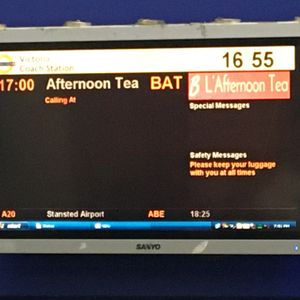 Victoria
Coach Station
16 55
17:00 Afternoon Tea BAT B L'Afternoon Tea
Calling At
Special Messages
Safety Messages
Please keep your luggage
with you at all times
A20 Stansted Airport ABE 18:25
start
SANYO